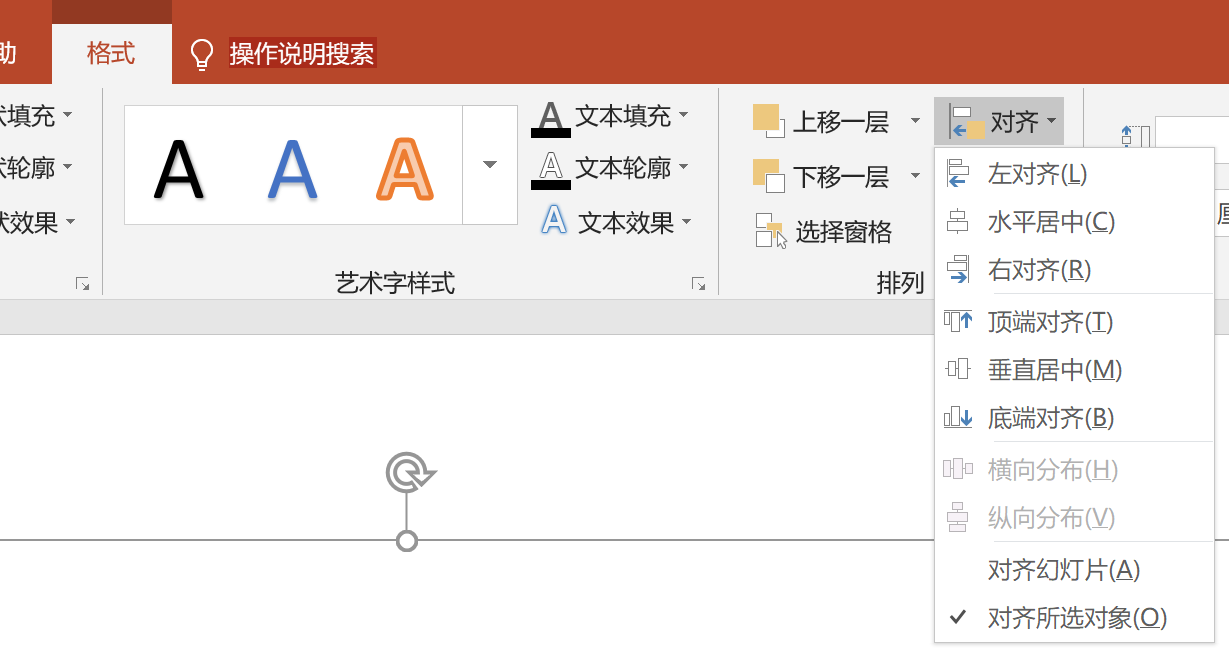 助
格式
操作说明搜索
填充
轮廓
效果
A A A
A 文本填充
A 文本轮廓
A 文本效果
艺术字样式
上移一层
下移一层
选择窗格
排列
对齐
左对齐(L)
水平居中(C)
右对齐(R)
顶端对齐(T)
垂直居中(M)
底端对齐(B)
横向分布(H)
纵向分布(V)
对齐幻灯片(A)
对齐所选对象(O)